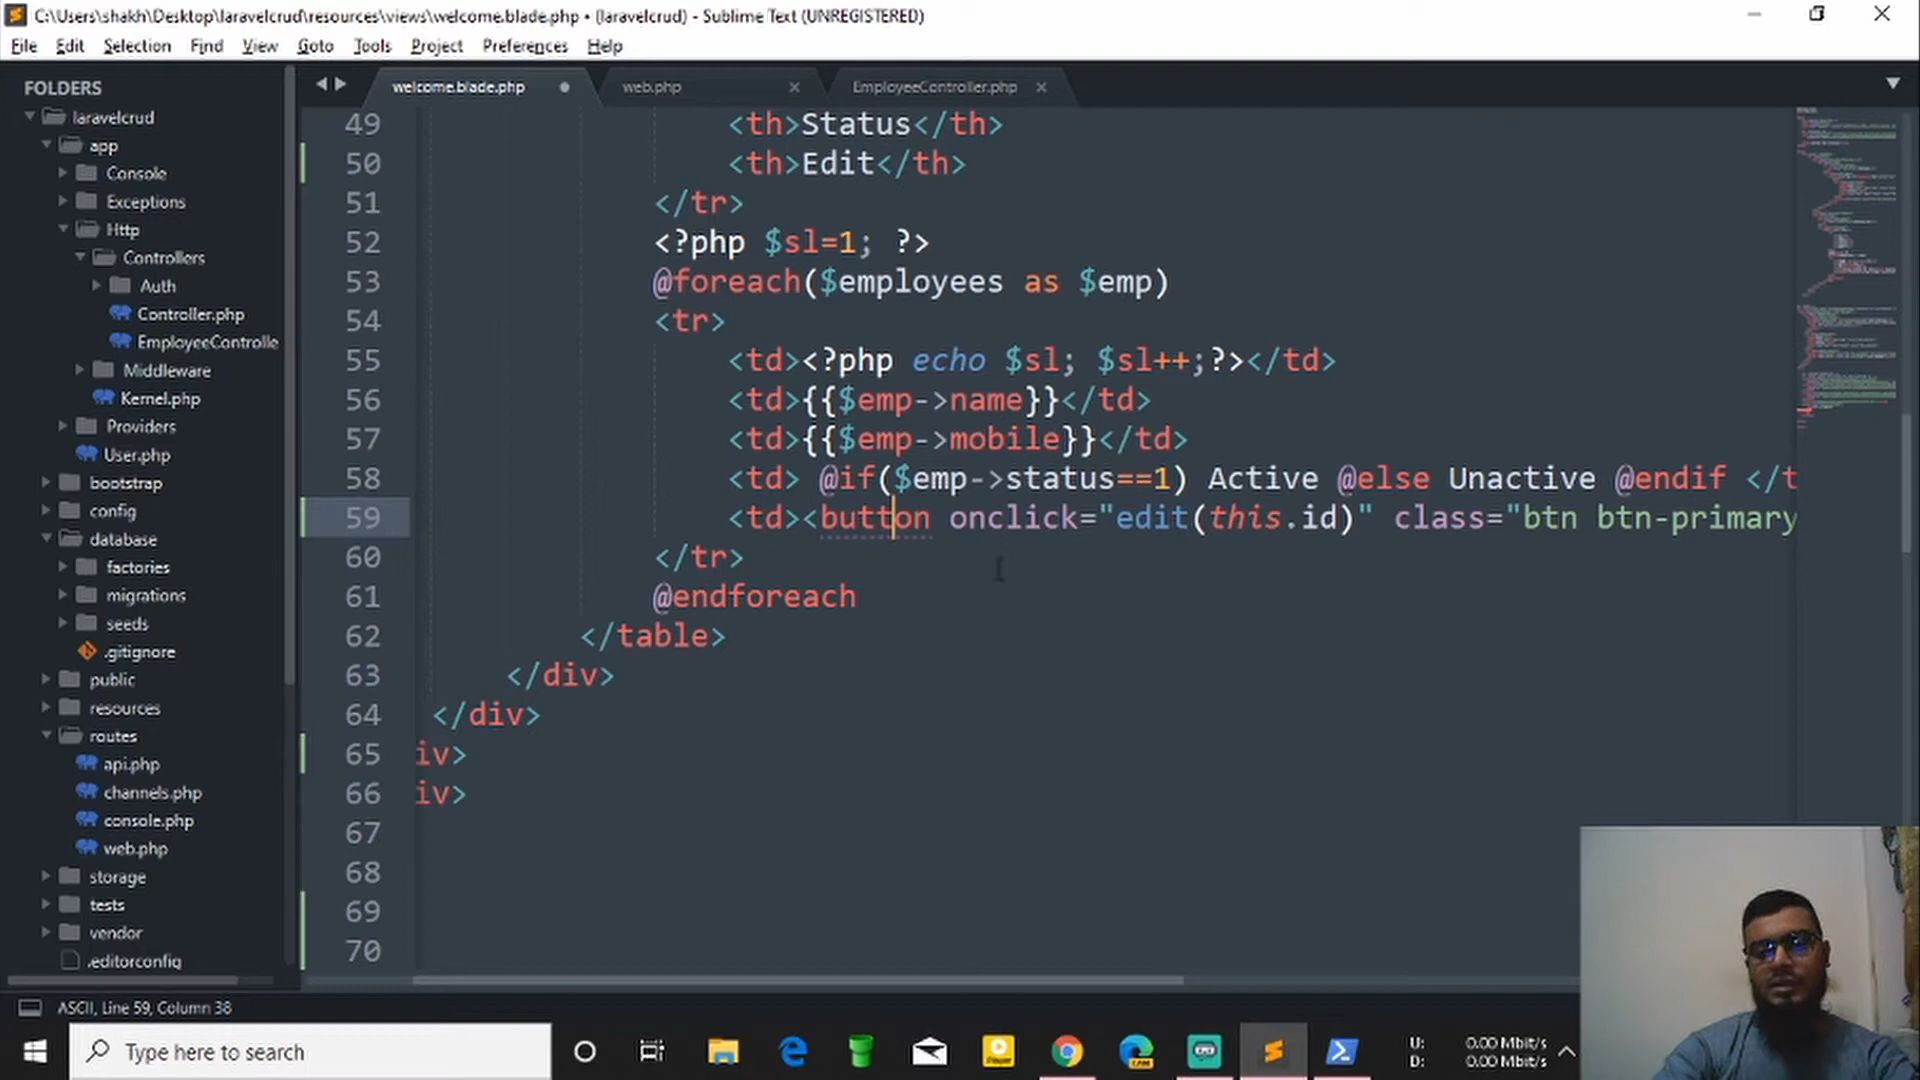 C:\Users\shakh\Desktop\laravelcrud\resources\views\welcome.blade.php • (laravelcrud) - Sublime Text (UNREGISTERED)
File Edit Selection Find View Goto Tools Project Preferences Help
FOLDERS
laravelcrud
app
Console
Exceptions
Http
Controllers
Auth
Controller.php
EmployeeControlle
Middleware
Kernel.php
Providers
User.php
bootstrap
config
database
factories
migrations
seeds
.gitignore
public
resources
routes
api.php
channels.php
console.php
web.php
storage
tests
vendor
.editorconfig
welcome.blade.php web.php EmployeeController.php
49 <th>Status</th>
50 <th>Edit</th>
51 </tr>
52 <?php $sl=1; ?>
53 @foreach($employees as $emp)
54 <tr>
55 <td><?php echo $sl; $sl++;?></td>
56 <td>{{$emp->name}}</td>
57 <td>{{$emp->mobile}}</td>
58 <td> @if($emp->status==1) Active @else Unactive @endif </t
59 <td><button onclick="edit(this.id)" class="btn btn-primary
60 </tr>
61 @endforeach
62 </table>
63 </div>
64 </div>
65 iv>
66 iv>
67
68
69
70
ASCII, Line 59, Column 38
Type here to search
U: 0.00 Mbit/s
D: 0.00 Mbit/s